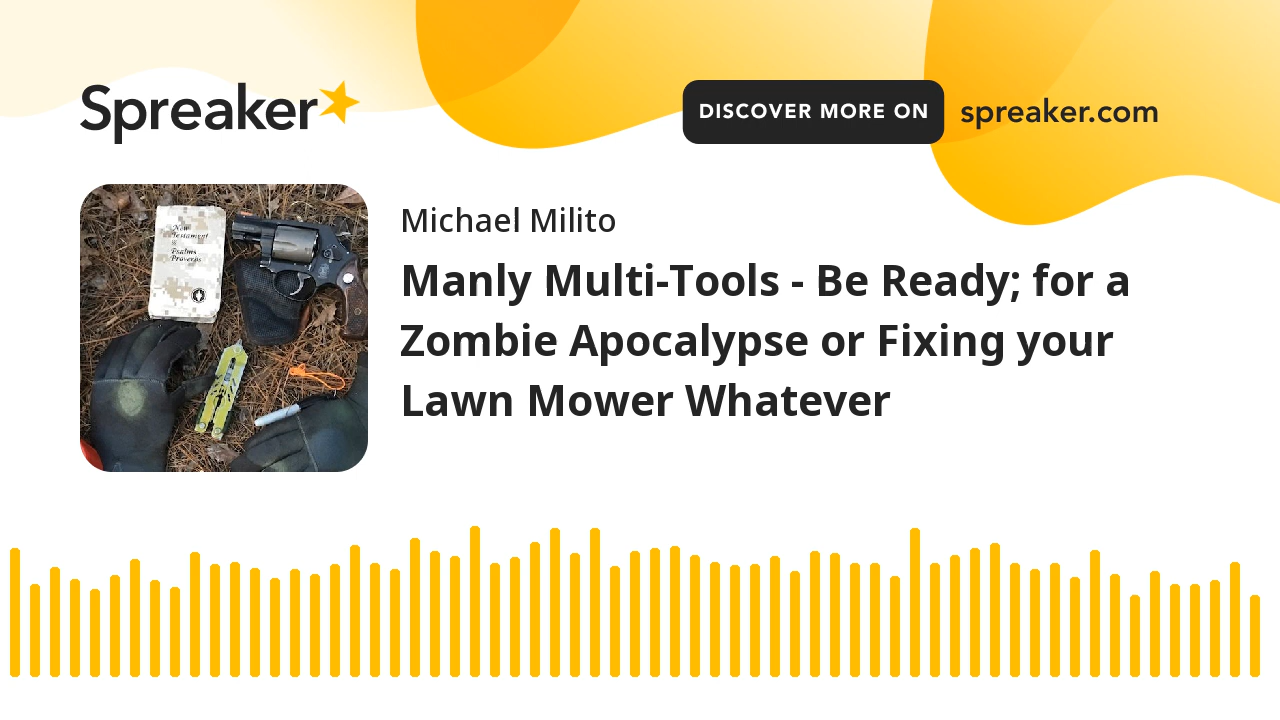 Spreaker
DISCOVER MORE ON
spreaker.com
New
Testament
Psalms
Proverbs
Michael Milito
Manly Multi-Tools - Be Ready; for a
Zombie Apocalypse or Fixing your
Lawn Mower Whatever